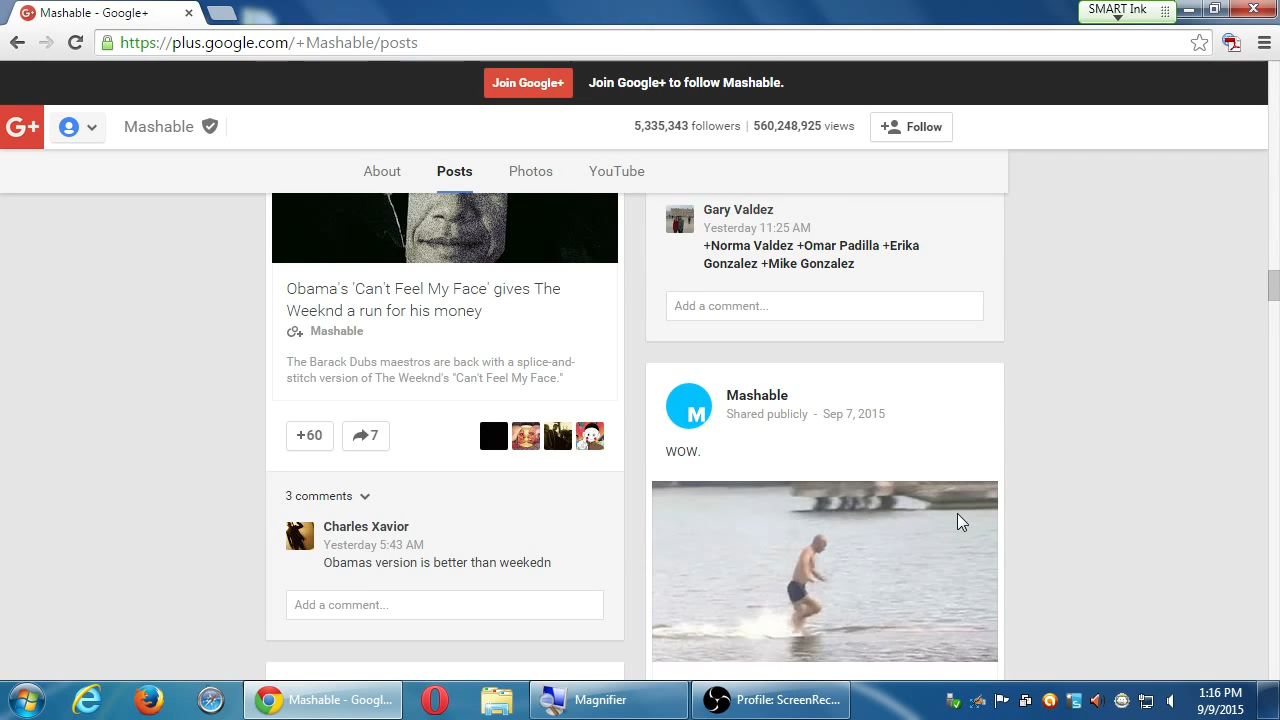 Mashable - Google+
SMART Ink
https://plus.google.com/+Mashable/posts
Join Google+
Join Google+ to follow Mashable.
G+
Mashable
5,335,343 followers | 560,248,925 views
Follow
About
Posts
Photos
YouTube
Obama's 'Can't Feel My Face' gives The
Weeknd a run for his money
Mashable
The Barack Dubs maestros are back with a splice-and-
stitch version of The Weeknd's "Can't Feel My Face."
+60
7
3 comments
Charles Xavior
Yesterday 5:43 AM
Obamas version is better than weekedn
Add a comment...
Gary Valdez
Yesterday 11:25 AM
+Norma Valdez +Omar Padilla +Erika
Gonzalez +Mike Gonzalez
Add a comment...
M
Mashable
Shared publicly - Sep 7, 2015
WOW.
Mashable - Googl...
Magnifier
Profile: ScreenRec...
1:16 PM
9/9/2015